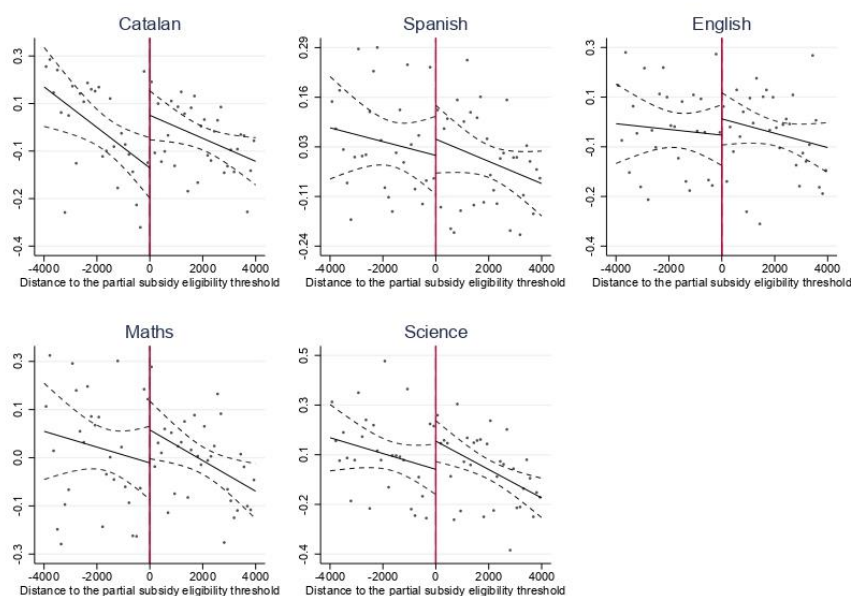 Catalan
0.3
0.1
-0.1
-0.2
-0.4
-4000 -2000 0 2000 4000
Distance to the partial subsidy eligibility threshold
Spanish
0.29
0.16
0.03
-0.11
-0.24
-4000 -2000 0 2000 4000
Distance to the partial subsidy eligibility threshold
English
0.3
0.1
-0.1
-0.2
-0.4
-4000 -2000 0 2000 4000
Distance to the partial subsidy eligibility threshold
Maths
0.3
0.1
0.0
-0.1
-0.3
-4000 -2000 0 2000 4000
Distance to the partial subsidy eligibility threshold
Science
0.5
0.2
0.1
-0.2
-0.4
-4000 -2000 0 2000 4000
Distance to the partial subsidy eligibility threshold